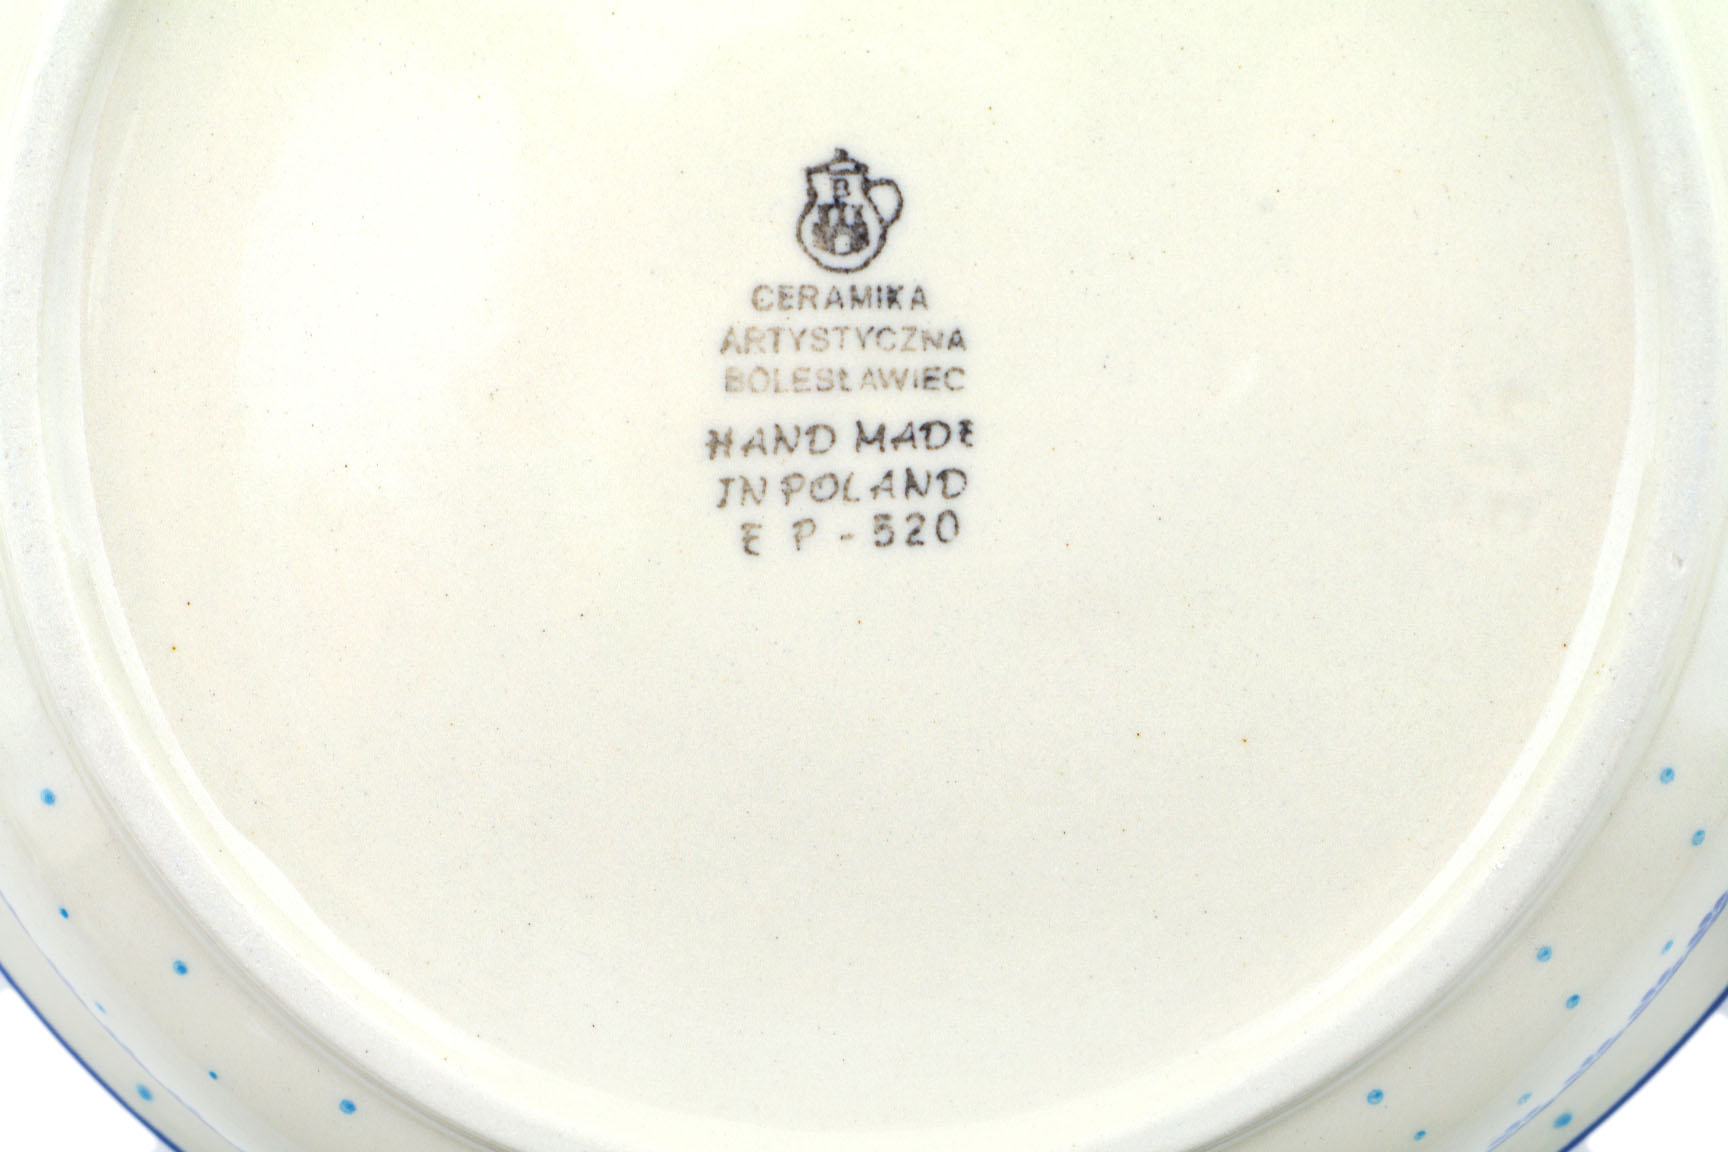 B
CERAMIKA
ARTYSTYCZNA
BOLESŁAWIEC
HAND MADE
IN POLAND
E P - 520